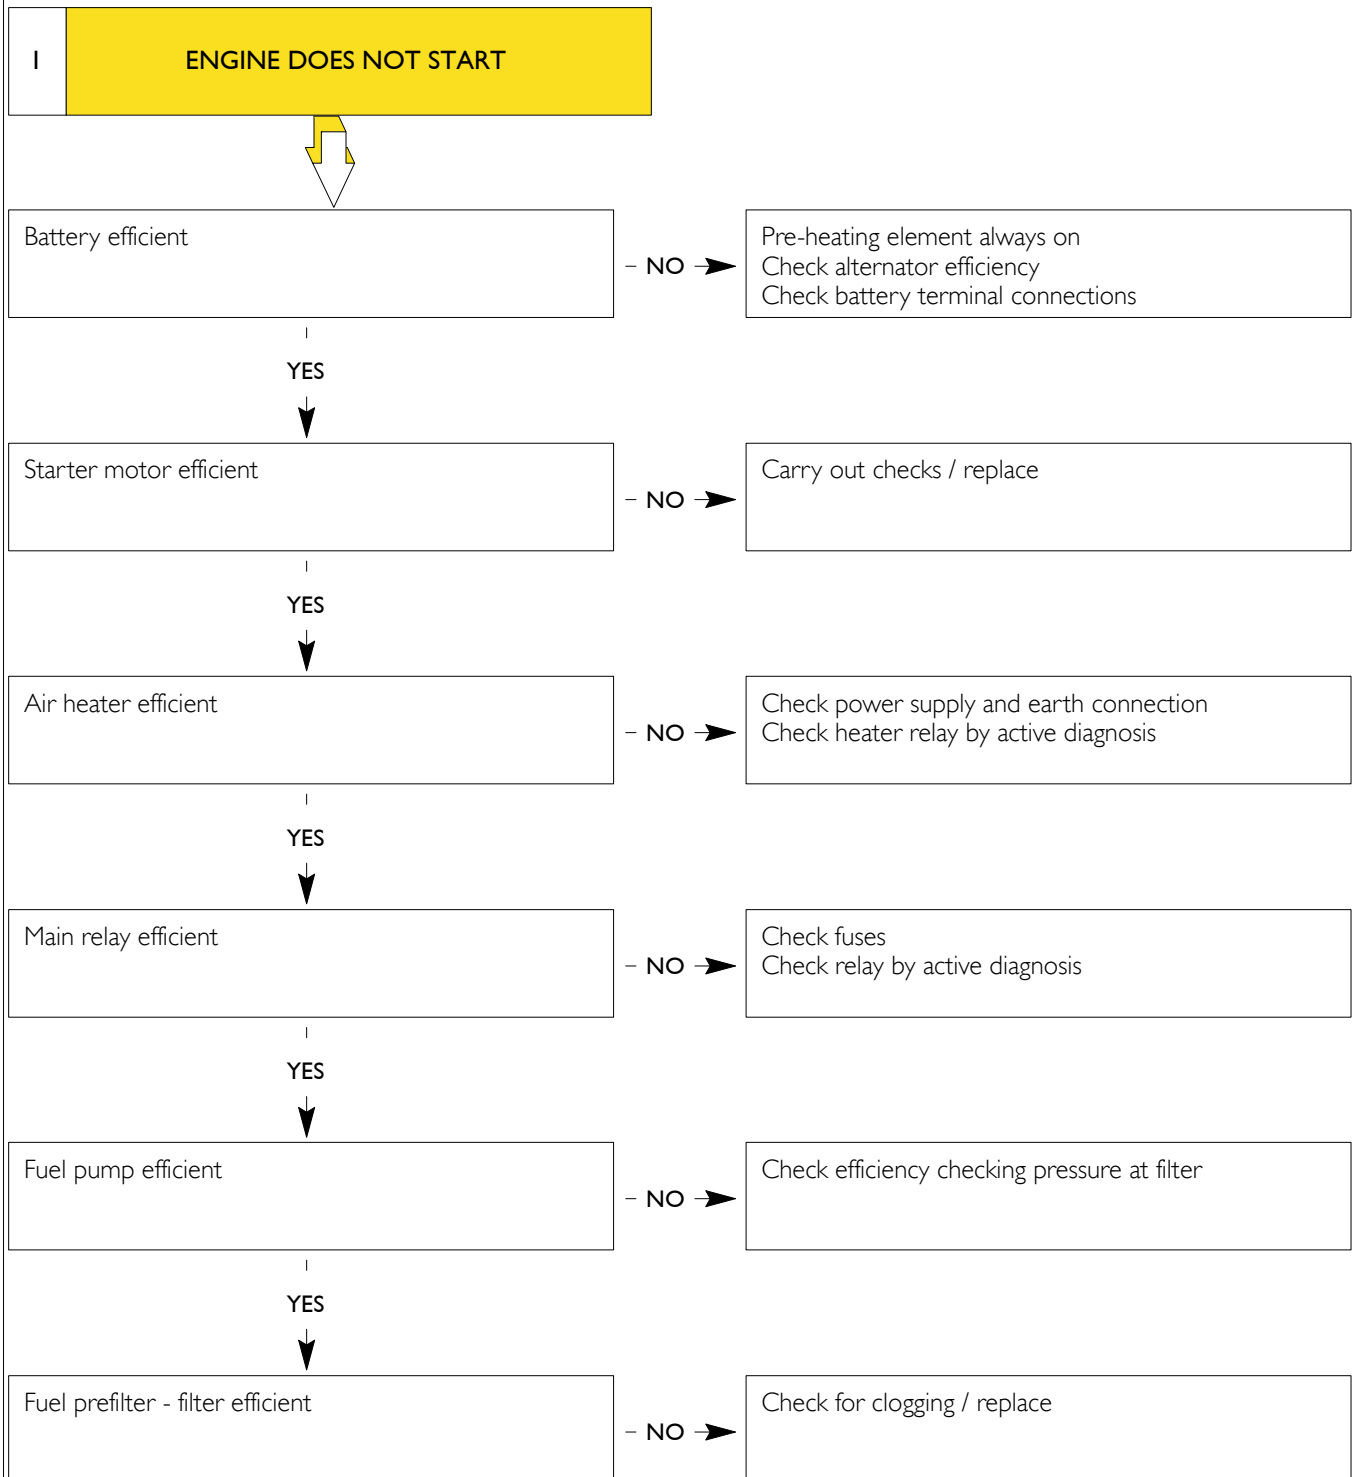 1
ENGINE DOES NOT START
Battery efficient
NO
Pre-heating element always on
Check alternator efficiency
Check battery terminal connections
YES
Starter motor efficient
NO
Carry out checks / replace
YES
Air heater efficient
NO
Check power supply and earth connection
Check heater relay by active diagnosis
YES
Main relay efficient
NO
Check fuses
Check relay by active diagnosis
YES
Fuel pump efficient
NO
Check efficiency checking pressure at filter
YES
Fuel prefilter - filter efficient
NO
Check for clogging / replace